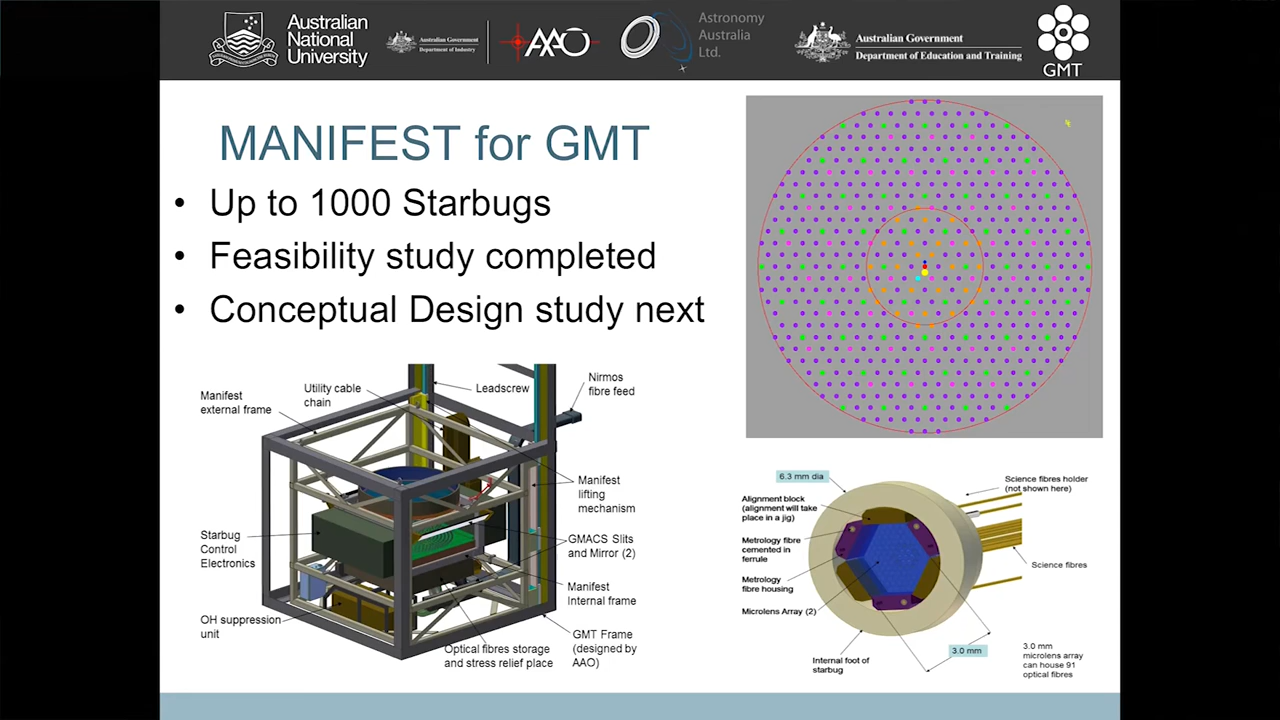 Australian
National
University
Australian Government
Department of Industry
AAO
Astronomy
Australia
Ltd.
Australian Government
Department of Education and Training
GMT
MANIFEST for GMT
• Up to 1000 Starbugs
• Feasibility study completed
• Conceptual Design study next
Manifest
external frame
Utility cable
chain
Leadscrew
Nirmos
fibre feed
Manifest
lifting
mechanism
Starbug
Control
Electronics
GMACS Slits
and Mirror (2)
Manifest
Internal frame
OH suppression
unit
Optical fibres storage
and stress relief place
GMT Frame
(designed by
AAO)
6.3 mm dia
Science fibres holder
(not shown here)
Alignment block
(alignment will take
place in a jig)
Metrology fibre
cemented in
ferrule
Metrology
fibre housing
Microlens Array (2)
Science fibres
Internal foot of
starbug
3.0 mm
3.0 mm
microlens array
can house 91
optical fibres